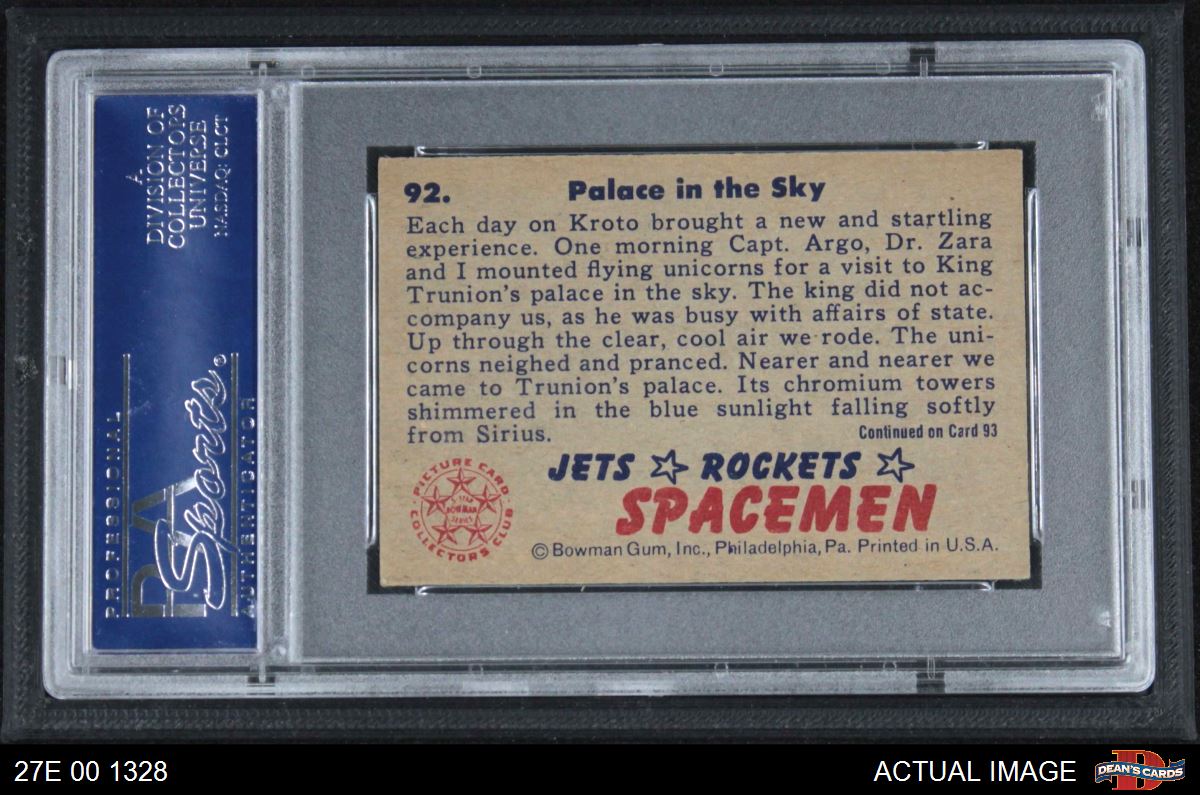 A
DIVISION OF
COLLECTORS
UNIVERSE
NASDAQ: CLCT
PROFESSIONAL
PSA
Sports
AUTHENTICATOR
92. Palace in the Sky
Each day on Kroto brought a new and startling
experience. One morning Capt. Argo, Dr. Zara
and I mounted flying unicorns for a visit to King
Trunion's palace in the sky. The king did not ac-
company us, as he was busy with affairs of state.
Up through the clear, cool air we rode. The uni-
corns neighed and pranced. Nearer and nearer we
came to Trunion's palace. Its chromium towers
shimmered in the blue sunlight falling softly
from Sirius. Continued on Card 93
JETS ☆ ROCKETS ☆
SPACEMEN
PICTURE CARD
COLLECTORS CLUB
5-STAR
BOWMAN
SERIES
© Bowman Gum, Inc., Philadelphia, Pa. Printed in U.S.A.
27E 00 1328
ACTUAL IMAGE
D
DEAN'S CARDS